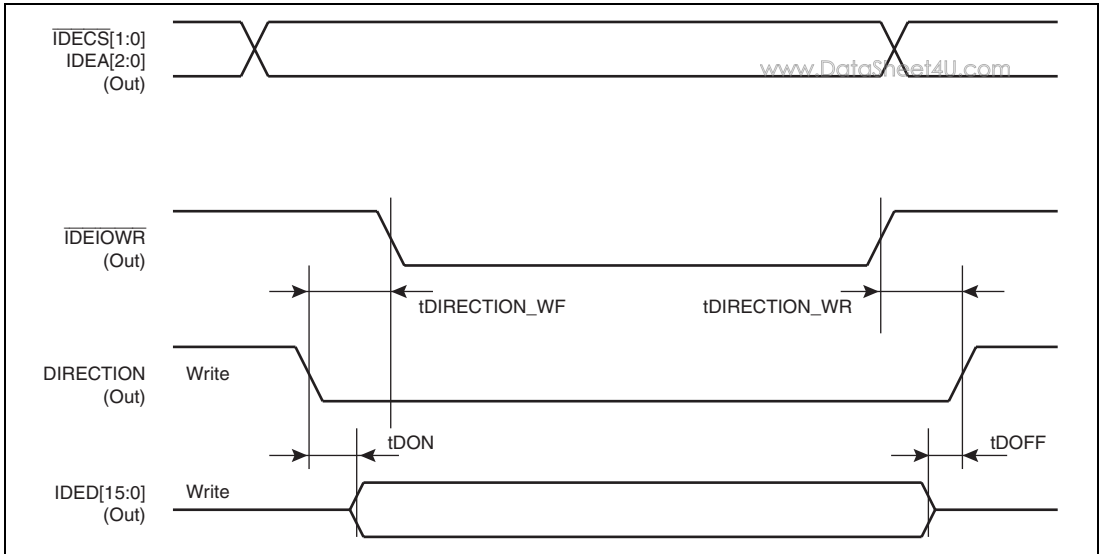 IDECS[1:0]
IDEA[2:0]
(Out)
www.DataSheet4U.com
IDEIOWR
(Out)
tDIRECTION_WF
tDIRECTION_WR
DIRECTION
(Out)
Write
tDON
tDOFF
IDED[15:0]
(Out)
Write